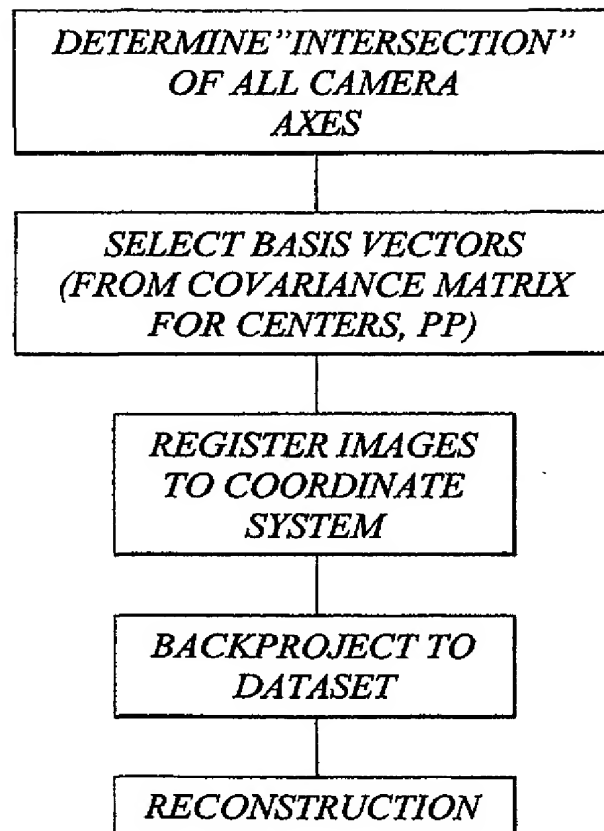 DETERMINE"INTERSECTION"
OF ALL CAMERA
AXES
SELECT BASIS VECTORS
(FROM COVARIANCE MATRIX
FOR CENTERS, PP)
REGISTER IMAGES
TO COORDINATE
SYSTEM
BACKPROJECT TO
DATASET
RECONSTRUCTION